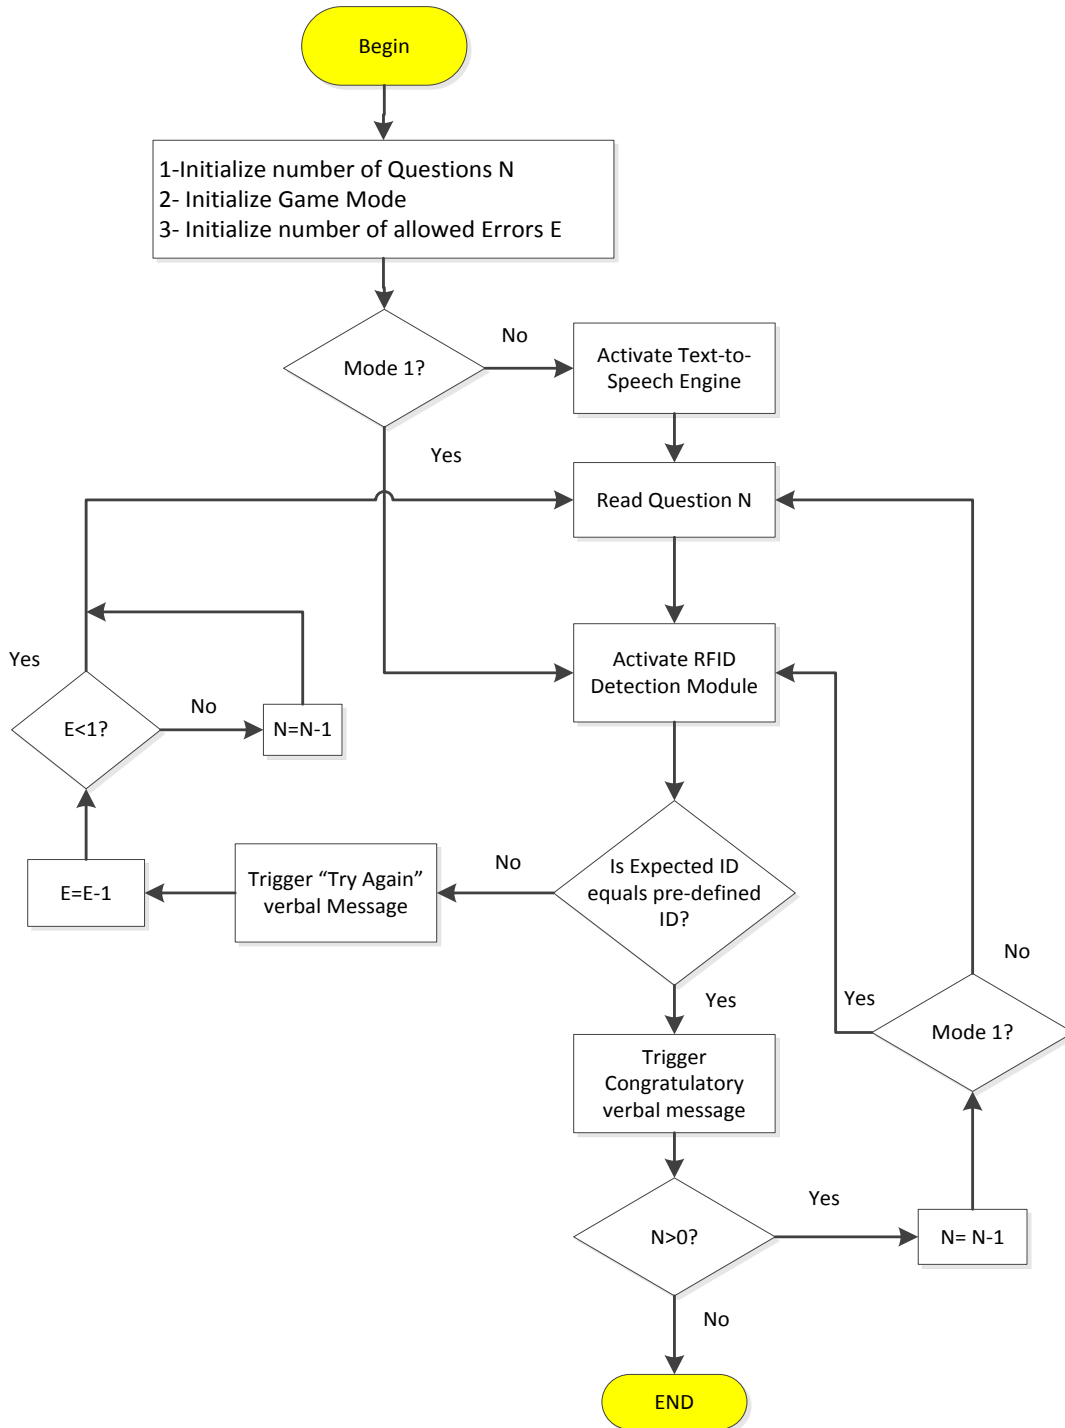 Begin
1-Initialize number of Questions N
2- Initialize Game Mode
3- Initialize number of allowed Errors E
Mode 1?
No
Activate Text-to-
Speech Engine
Yes
Read Question N
Activate RFID
Detection Module
Yes
E<1?
No
N=N-1
Is Expected ID
equals pre-defined
ID?
No
Trigger “Try Again”
verbal Message
E=E-1
Yes
Trigger
Congratulatory
verbal message
No
Yes
Mode 1?
N>0?
Yes
N= N-1
No
END